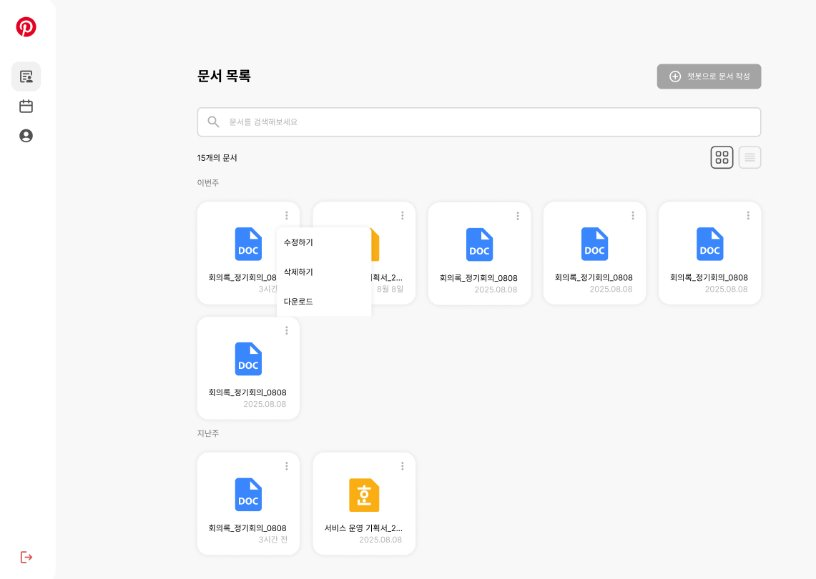 문서 목록
챗봇으로 문서 작성
문서를 검색해보세요
15개의 문서
이번주
DOC
수정하기
삭제하기
다운로드
회의록_정기회의_08
3시간
획서_2...
8월 8일
DOC
회의록_정기회의_0808
2025.08.08
DOC
회의록_정기회의_0808
2025.08.08
DOC
회의록_정기회의_0808
2025.08.08
DOC
회의록_정기회의_0808
2025.08.08
지난주
DOC
회의록_정기회의_0808
3시간 전
흔
서비스 운영 기획서_2...
2025.08.08